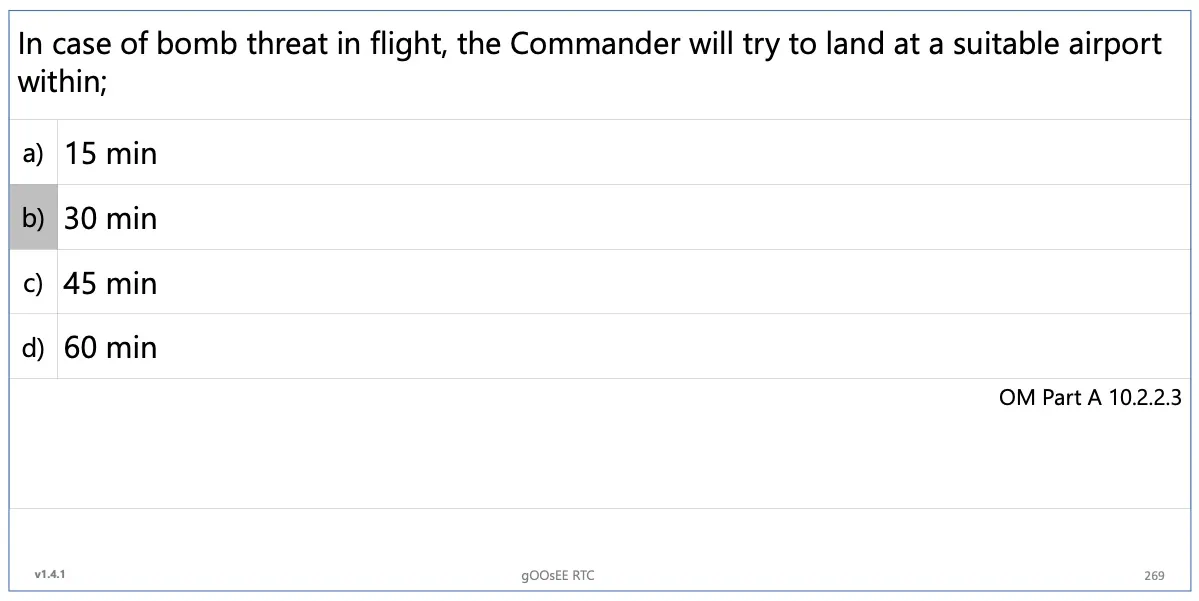 In case of bomb threat in flight, the Commander will try to land at a suitable airport
within;
a) 15 min
b) 30 min
c) 45 min
d) 60 min
OM Part A 10.2.2.3
v1.4.1 gOOsEE RTC 269